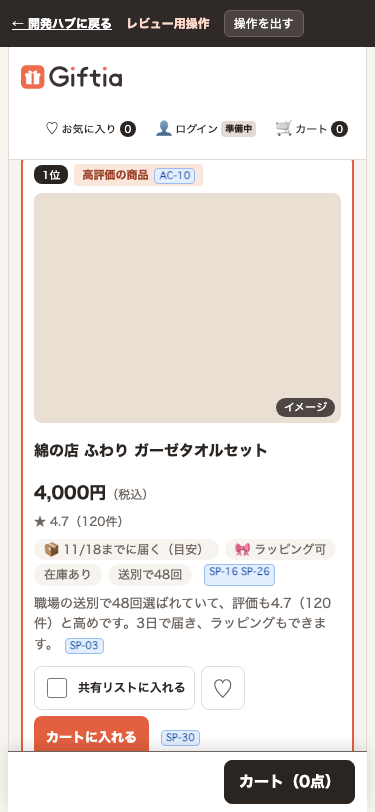 ← 開発ハブに戻る レビュー用操作 操作を出す
Giftia
♡ お気に入り 0 👤 ログイン 準備中 🛒 カート 0
1位 高評価の商品 AC-10
イメージ
綿の店 ふわり ガーゼタオルセット
4,000円（税込）
★ 4.7（120件）
📦 11/18までに届く（目安） 🎀 ラッピング可
在庫あり 送別で48回 SP-16 SP-26
職場の送別で48回選ばれていて、評価も4.7（120
件）と高めです。3日で届き、ラッピングもできま
す。 SP-03
共有リストに入れる ♡
カートに入れる SP-30
カート（0点）